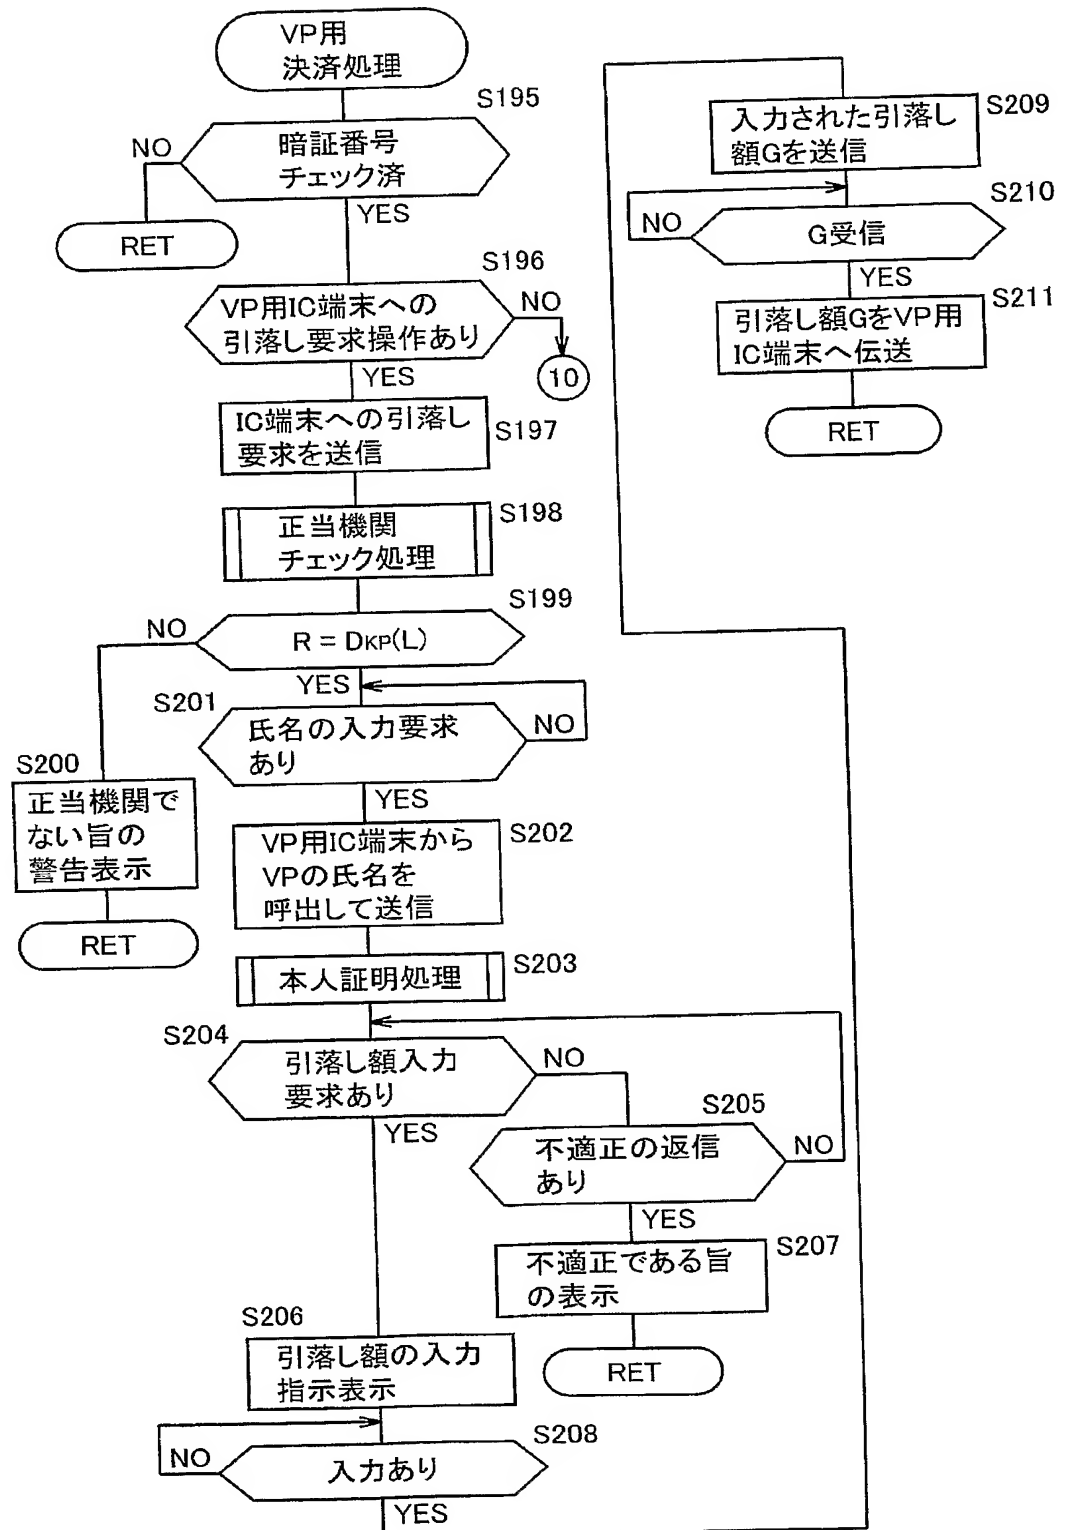 VP用
決済処理
S195
NO
暗証番号
チェック済
YES
RET
S196
VP用IC端末への
引落し要求操作あり
NO
10
YES
IC端末への引落し
要求を送信
S197
正当機関
チェック処理
S198
S199
NO
R = DKP(L)
YES
S201
氏名の入力要求
あり
NO
S200
正当機関で
ない旨の
警告表示
RET
YES
VP用IC端末から
VPの氏名を
呼出して送信
S202
本人証明処理
S203
S204
引落し額入力
要求あり
NO
YES
S205
不適正の返信
あり
NO
YES
不適正である旨
の表示
S207
RET
S206
引落し額の入力
指示表示
S208
NO
入力あり
YES
入力された引落し
額Gを送信
S209
S210
NO
G受信
YES
引落し額GをVP用
IC端末へ伝送
S211
RET